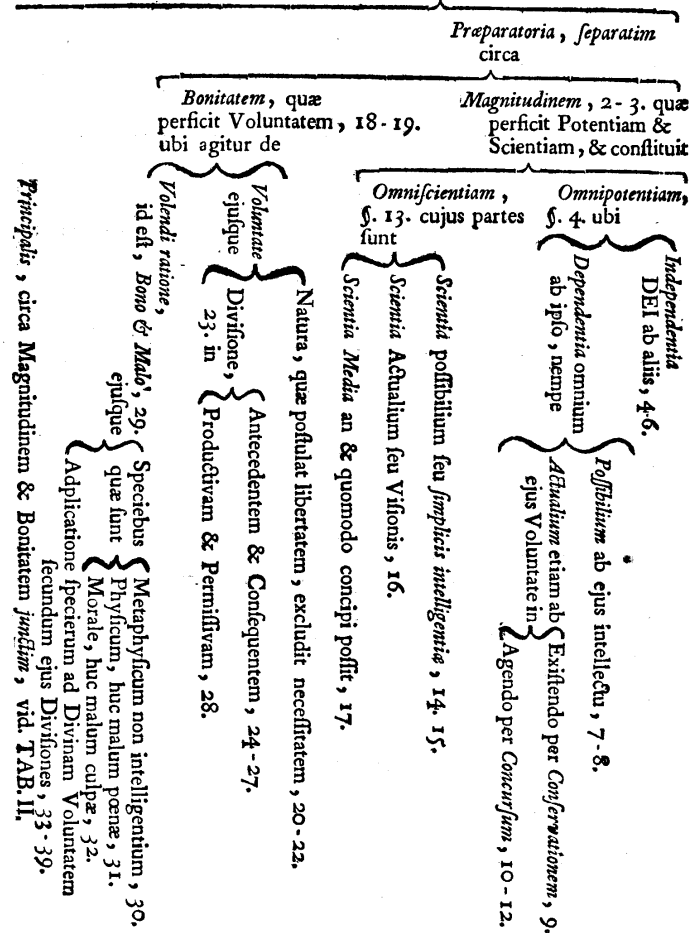 Præparatoria, ſeparatim
circa
Bonitatem, quæ
perficit Voluntatem, 18-19.
ubi agitur de
Magnitudinem, 2-3. quæ
perficit Potentiam &
Scientiam, & conſtituit
Omniſcientiam,
§. 13. cujus partes
ſunt
Omnipotentiam,
§. 4. ubi
Independentia
DEI ab aliis, 4-6.
Dependentia omnium
ab ipſo, nempe
Poſſibilium ab ejus intellectu, 7-8.
Actualium etiam ab
ejus Voluntate in
Exiſtendo per Conſervationem, 9.
Agendo per Concurſum, 10-12.
Scientiâ poſſibilium ſeu ſimplicis intelligentiæ, 14. 15.
Scientia Actualium ſeu Viſionis, 16.
Scientia Media an & quomodo concipi poſſit, 17.
Voluntate
ejuſque
Natura, quæ poſtulat libertatem, excludit neceſſitatem, 20-22.
Diviſione,
23. in
Antecedentem & Conſequentem, 24-27.
Productivam & Permiſſivam, 28.
Volendi ratione,
id eſt, Bono & Malo, 29.
ejuſque
Speciebus
quæ ſunt
Metaphyſicum non intelligentium, 30.
Phyſicum, huc malum pœnæ, 31.
Morale, huc malum culpæ, 32.
Adplicatione ſpecierum ad Divinam Voluntatem
ſecundum ejus Diviſiones, 33-39.
Principalis, circa Magnitudinem & Bonitatem junctim, vid. TAB. II.